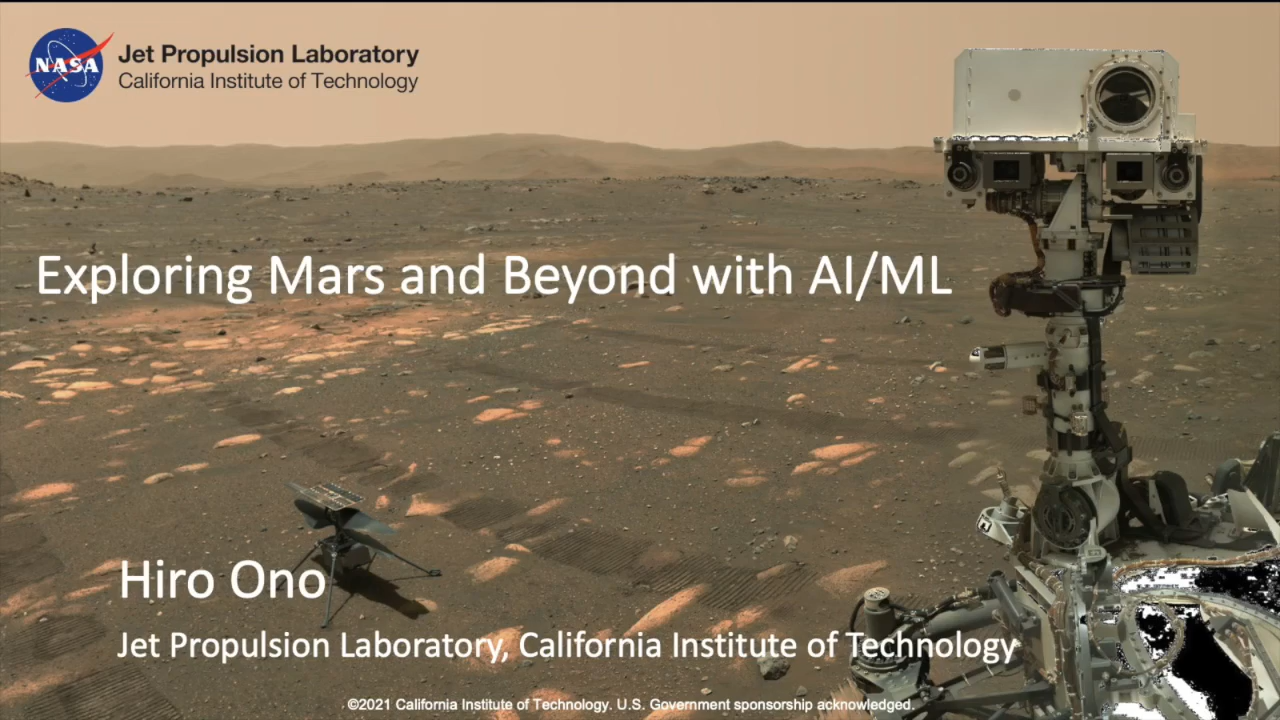 NASA
Jet Propulsion Laboratory
California Institute of Technology
Exploring Mars and Beyond with AI/ML
Hiro Ono
Jet Propulsion Laboratory, California Institute of Technology
©2021 California Institute of Technology. U.S. Government sponsorship acknowledged.